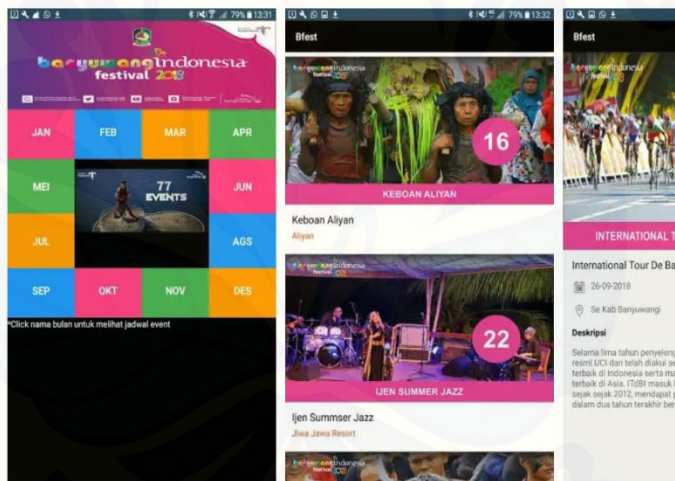 79% 13:31
banyuwangi Indonesia
festival 2018
JAN
FEB
MAR
APR
MEI
77
EVENTS
JUN
JUL
AGS
SEP
OKT
NOV
DES
*Click nama bulan untuk melihat jadwal event
79% 13:32
Bfest
16
KEBOAN ALIYAN
Keboan Aliyan
Aliyan
22
IJEN SUMMER JAZZ
Ijen Summser Jazz
Jiwa Jawa Resort
Bfest
INTERNATIONAL T
International Tour De Ba
26-09-2018
Se Kab Banyuwangi
Deskripsi
Selama lima tahun penyeleng
resmi UCI dan telah diakui se
terbaik di Indonesia serta ma
terbaik di Asia. ITdBI masuk
sejak sejak 2012, mendapat p
dalam dua tahun terakhir ber